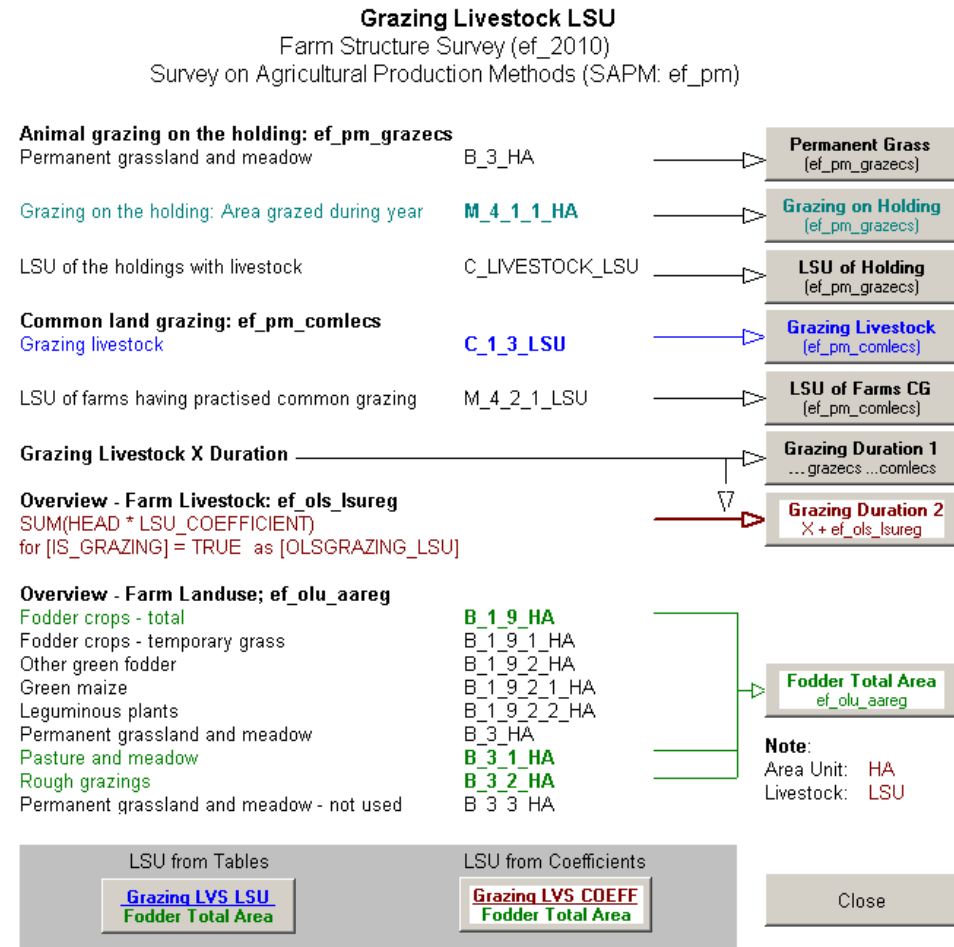 Grazing Livestock LSU
Farm Structure Survey (ef_2010)
Survey on Agricultural Production Methods (SAPM: ef_pm)
Animal grazing on the holding: ef_pm_grazecs
Permanent grassland and meadow B_3_HA
Permanent Grass
(ef_pm_grazecs)
Grazing on the holding: Area grazed during year M_4_1_1_HA
Grazing on Holding
(ef_pm_grazecs)
LSU of the holdings with livestock C_LIVESTOCK_LSU
LSU of Holding
(ef_pm_grazecs)
Common land grazing: ef_pm_comlecs
Grazing livestock C_1_3_LSU
Grazing Livestock
(ef_pm_comlecs)
LSU of farms having practised common grazing M_4_2_1_LSU
LSU of Farms CG
(ef_pm_comlecs)
Grazing Livestock X Duration
Grazing Duration 1
... grazecs ...comlecs
Overview - Farm Livestock: ef_ols_lsureg
SUM(HEAD * LSU_COEFFICIENT)
for [IS_GRAZING] = TRUE as [OLSGRAZING_LSU]
Grazing Duration 2
X + ef_ols_lsureg
Overview - Farm Landuse; ef_olu_aareg
Fodder crops - total B_1_9_HA
Fodder crops - temporary grass B_1_9_1_HA
Other green fodder B_1_9_2_HA
Green maize B_1_9_2_1_HA
Leguminous plants B_1_9_2_2_HA
Permanent grassland and meadow B_3_HA
Pasture and meadow B_3_1_HA
Rough grazings B_3_2_HA
Permanent grassland and meadow - not used B_3_3_HA
Fodder Total Area
ef_olu_aareg
Note:
Area Unit: HA
Livestock: LSU
LSU from Tables
Grazing LVS LSU
Fodder Total Area
LSU from Coefficients
Grazing LVS COEFF
Fodder Total Area
Close